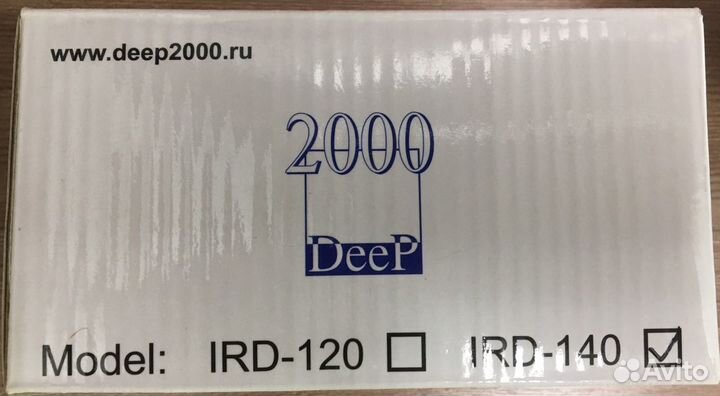 www.deep2000.ru
2000
DeeP
Model: IRD-120 ☐ IRD-140 ☑
Avito